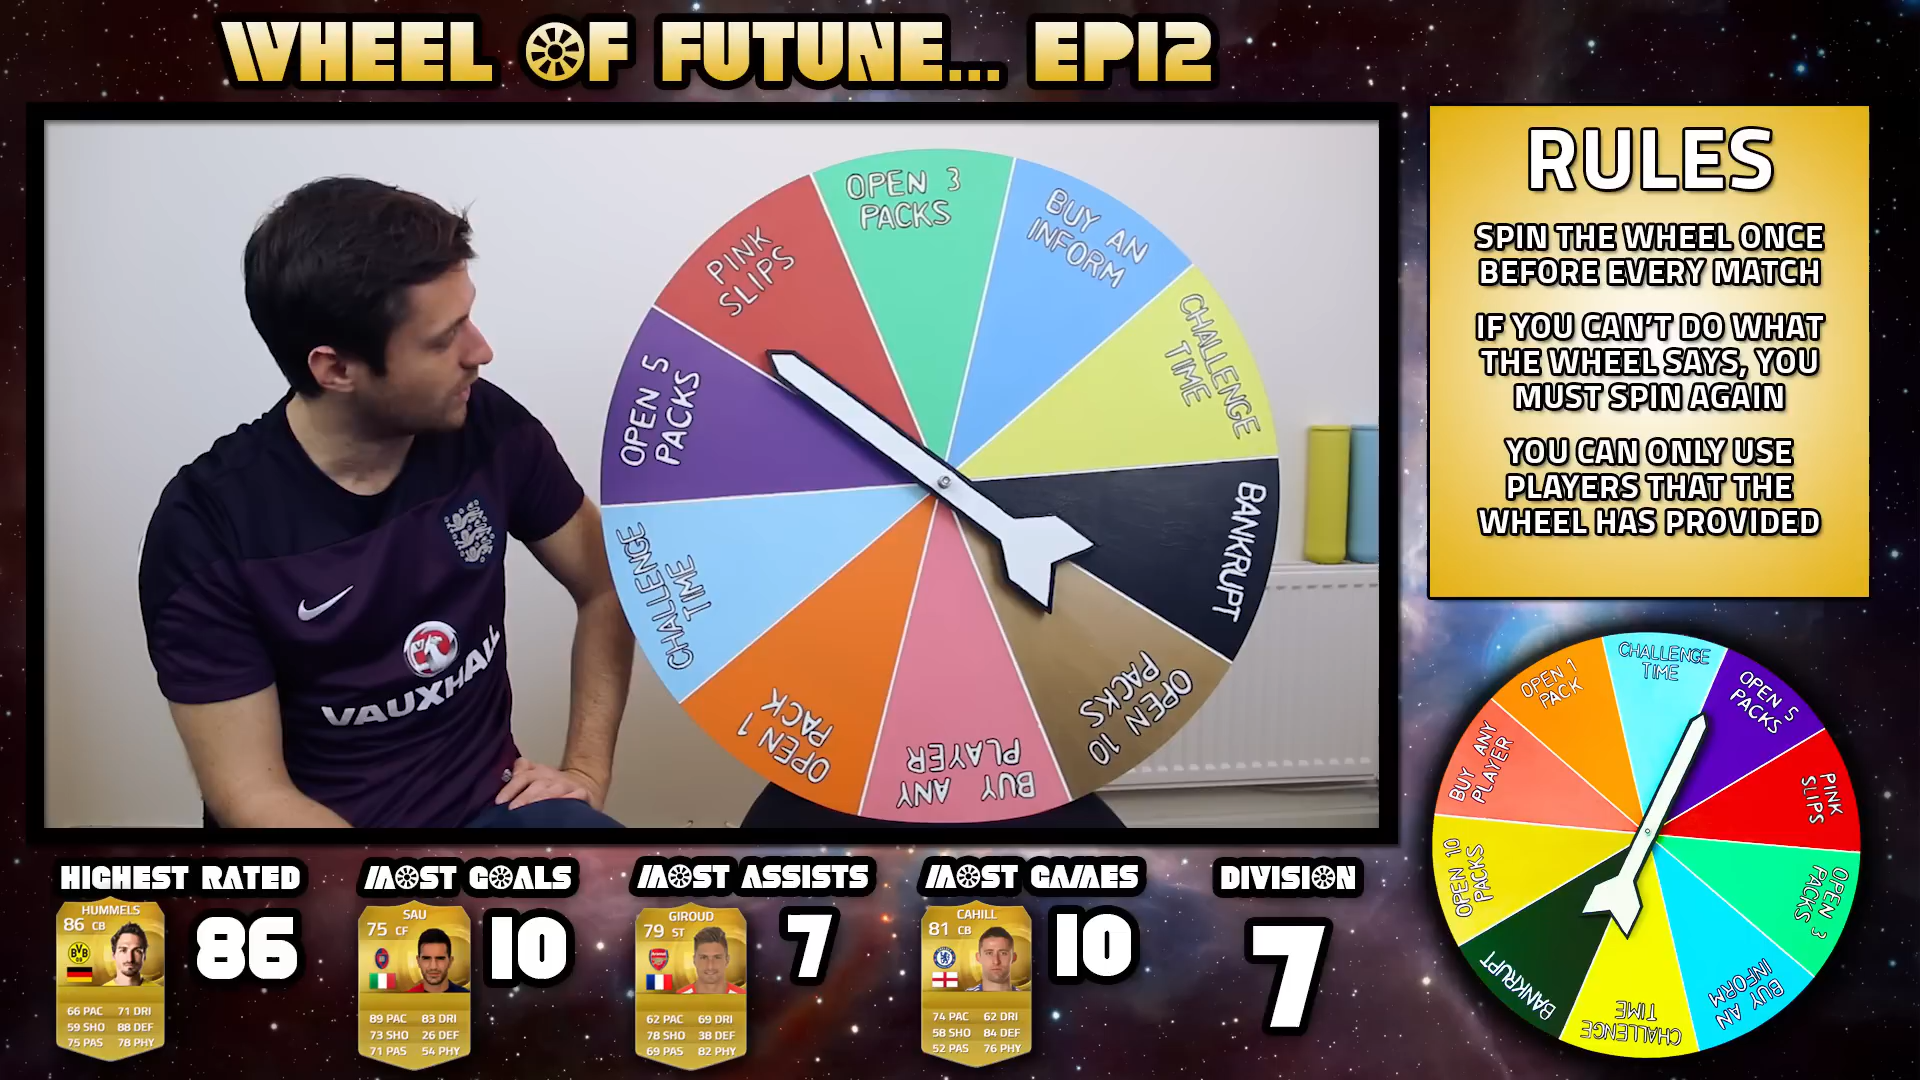 WHEEL OF FUTUNE... EP12
OPEN 3
PACKS
BUY AN
INFORM
CHALLENGE
TIME
BANKRUPT
OPEN 10
PACKS
BUY ANY
PLAYER
OPEN 1
PACK
CHALLENGE
TIME
OPEN 5
PACKS
PINK
SLIPS
VAUXHALL
RULES
SPIN THE WHEEL ONCE
BEFORE EVERY MATCH
IF YOU CAN'T DO WHAT
THE WHEEL SAYS, YOU
MUST SPIN AGAIN
YOU CAN ONLY USE
PLAYERS THAT THE
WHEEL HAS PROVIDED
CHALLENGE
TIME
OPEN 5
PACKS
PINK
SLIPS
OPEN 3
PACKS
BUY AN
INFORM
CHALLENGE
TIME
BANKRUPT
OPEN 10
PACKS
BUY ANY
PLAYER
OPEN 1
PACK
HIGHEST RATED
HUMMELS
86 CB
BVB
09
66 PAC 71 DRI
59 SHO 88 DEF
75 PAS 78 PHY
86
MOST GOALS
SAU
75 CF
89 PAC 83 DRI
73 SHO 26 DEF
71 PAS 54 PHY
10
MOST ASSISTS
GIROUD
79 ST
Arsenal
62 PAC 69 DRI
78 SHO 38 DEF
69 PAS 82 PHY
7
MOST GAMES
CAHILL
81 CB
74 PAC 62 DRI
58 SHO 84 DEF
52 PAS 76 PHY
10
DIVISION
7